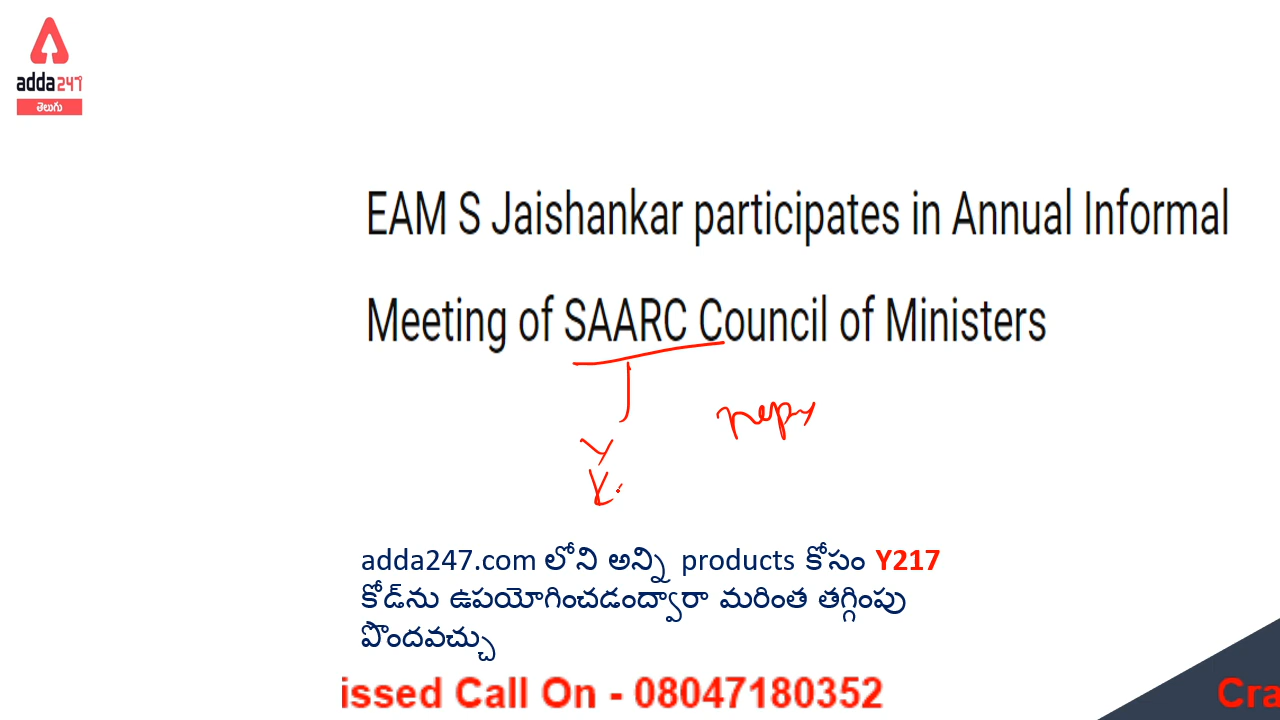 adda247
తెలుగు
EAM S Jaishankar participates in Annual Informal
Meeting of SAARC Council of Ministers
adda247.com లోని అన్ని products కోసం Y217
కోడ్‌ను ఉపయోగించడంద్వారా మరింత తగ్గింపు
పొందవచ్చు
issed Call On - 08047180352
Cra